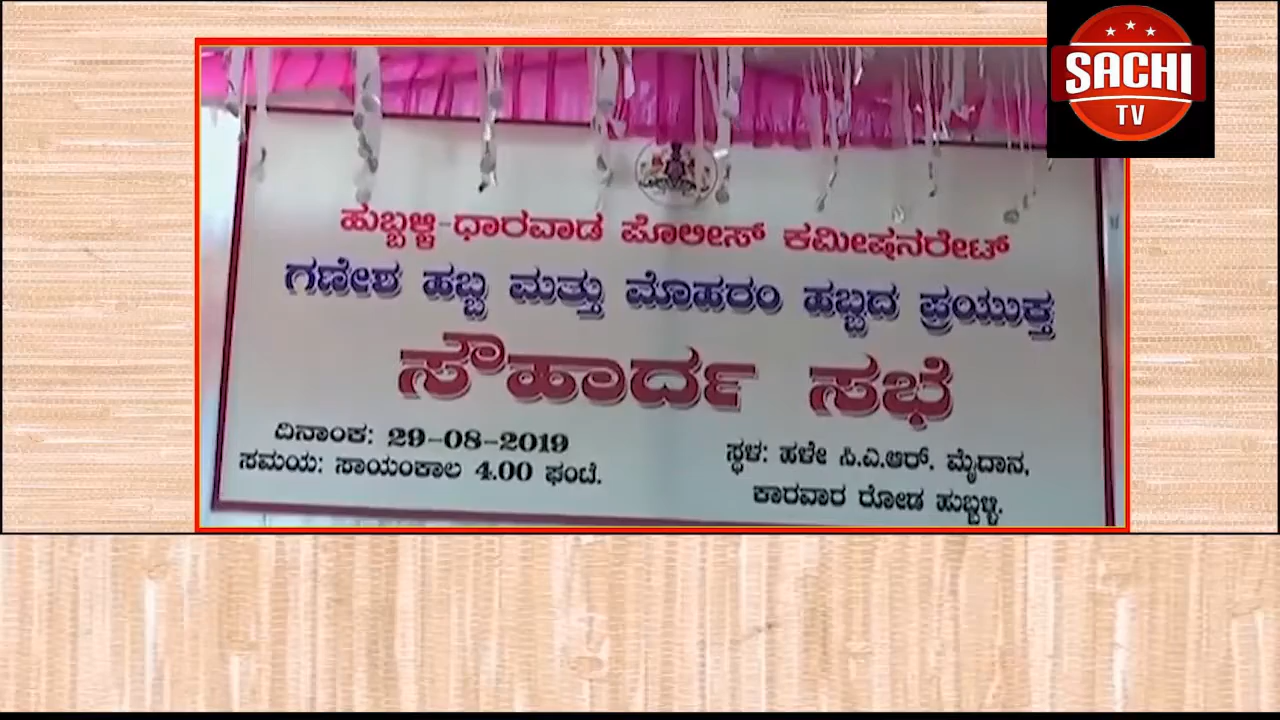 SACHI
TV
ಹುಬ್ಬಳ್ಳಿ-ಧಾರವಾಡ ಪೊಲೀಸ್ ಕಮೀಷನರೇಟ್
ಗಣೇಶ ಹಬ್ಬ ಮತ್ತು ಮೊಹರಂ ಹಬ್ಬದ ಪ್ರಯುಕ್ತ
ಸೌಹಾರ್ದ ಸಭೆ
ದಿನಾಂಕ: 29-08-2019
ಸಮಯ: ಸಾಯಂಕಾಲ 4.00 ಘಂಟೆ.
ಸ್ಥಳ: ಹಳೇ ಸಿ.ಎ.ಆರ್. ಮೈದಾನ,
ಕಾರವಾರ ರೋಡ ಹುಬ್ಬಳ್ಳಿ.